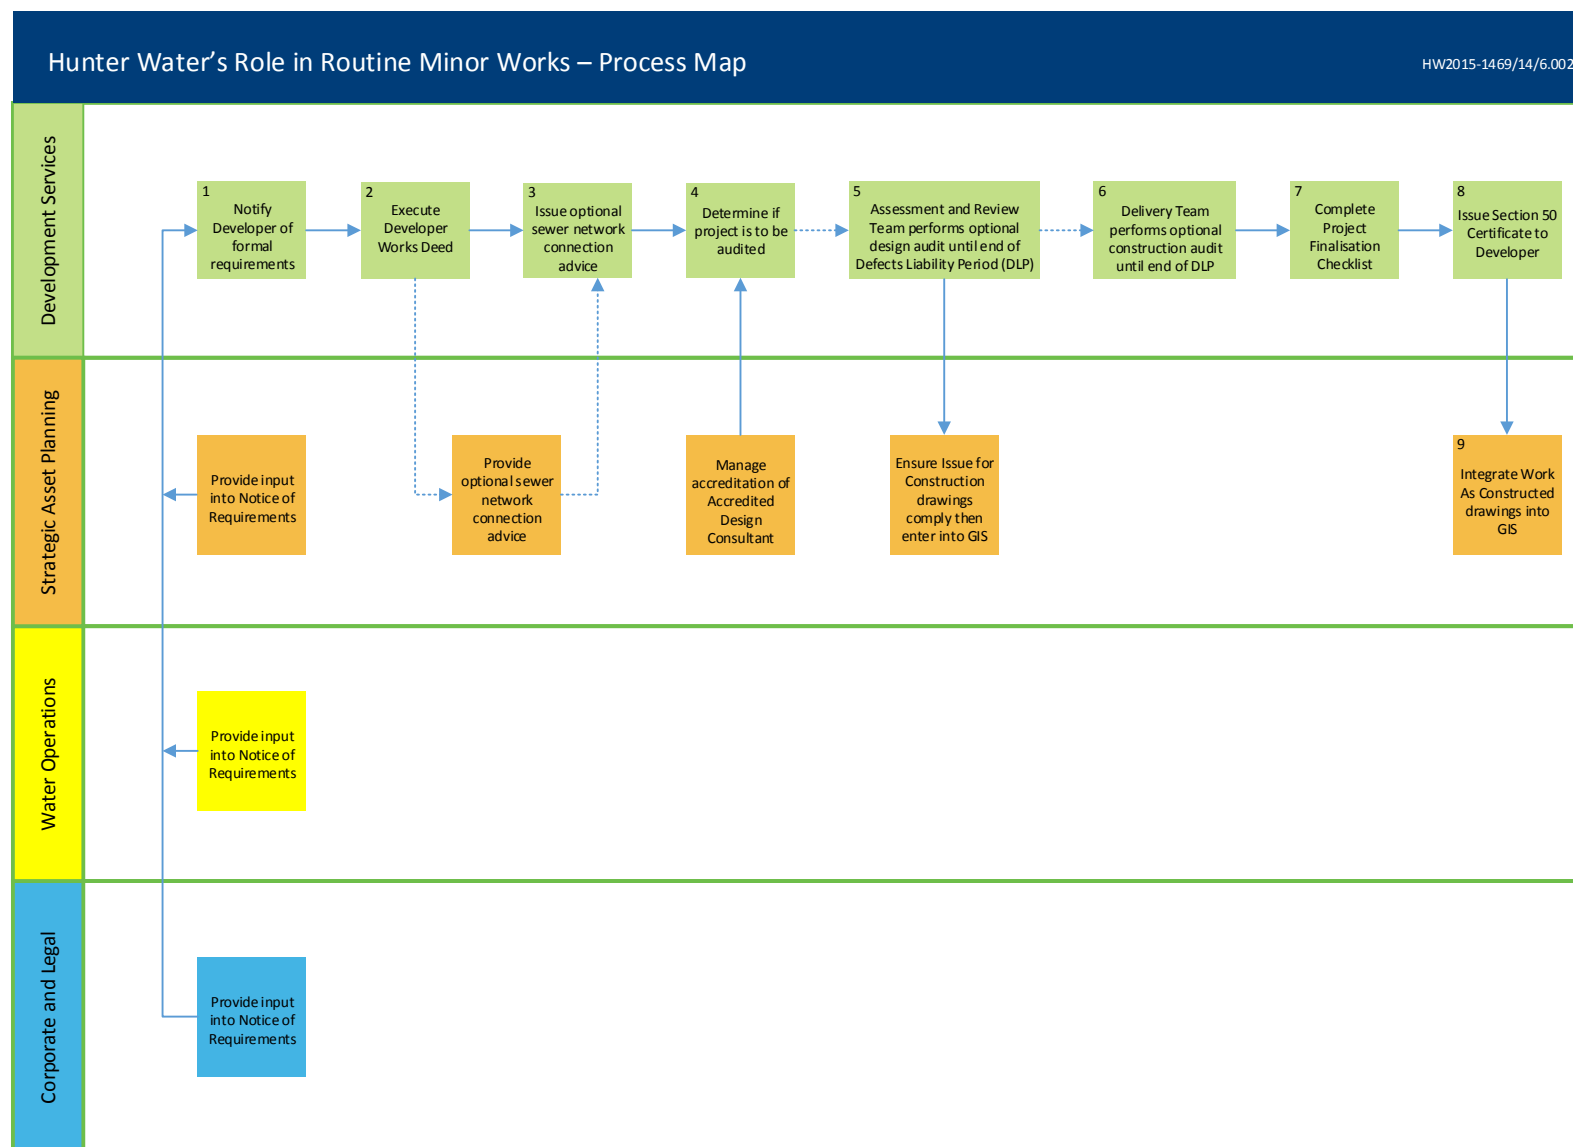 Hunter Water’s Role in Routine Minor Works – Process Map
HW2015-1469/14/6.002
Development Services
1
Notify
Developer of
formal
requirements
2
Execute
Developer
Works Deed
3
Issue optional
sewer network
connection
advice
4
Determine if
project is to be
audited
5
Assessment and Review
Team performs optional
design audit until end of
Defects Liability Period (DLP)
6
Delivery Team
performs optional
construction audit
until end of DLP
7
Complete
Project
Finalisation
Checklist
8
Issue Section 50
Certificate to
Developer
Strategic Asset Planning
Provide input
into Notice of
Requirements
Provide
optional sewer
network
connection
advice
Manage
accreditation of
Accredited
Design
Consultant
Ensure Issue for
Construction
drawings
comply then
enter into GIS
9
Integrate Work
As Constructed
drawings into
GIS
Water Operations
Provide input
into Notice of
Requirements
Corporate and Legal
Provide input
into Notice of
Requirements